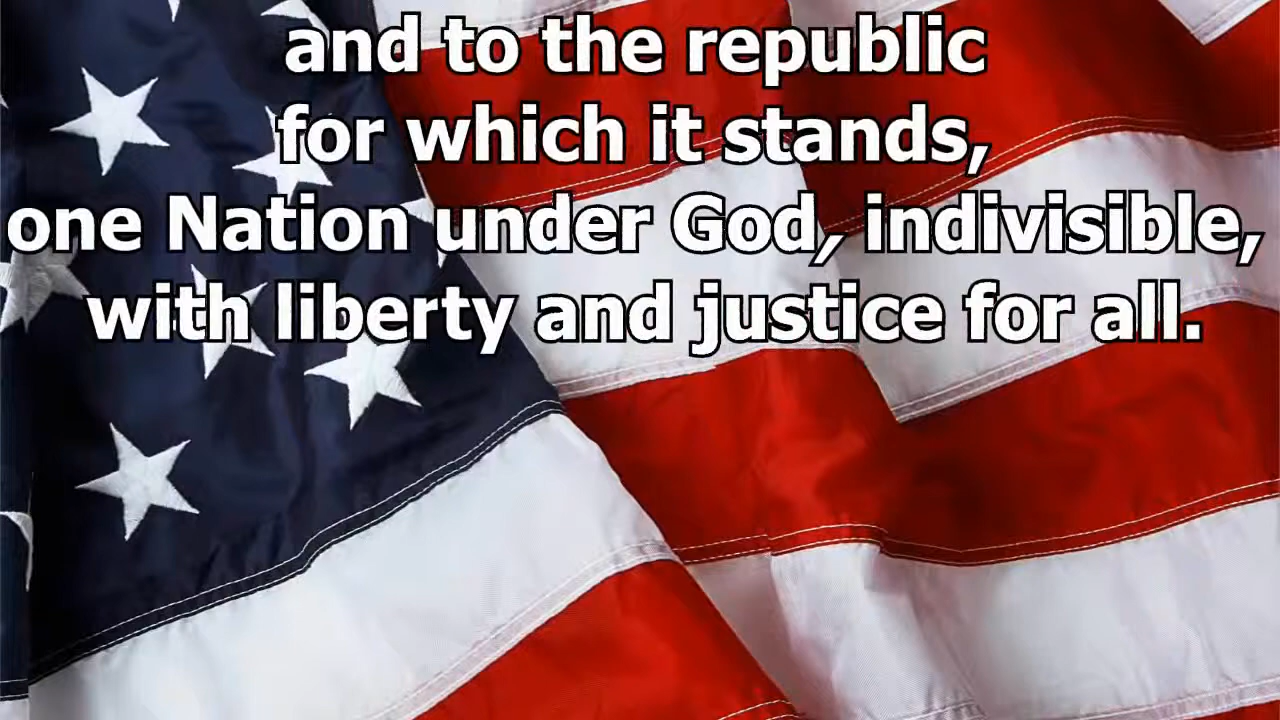 and to the republic
for which it stands,
one Nation under God, indivisible,
with liberty and justice for all.